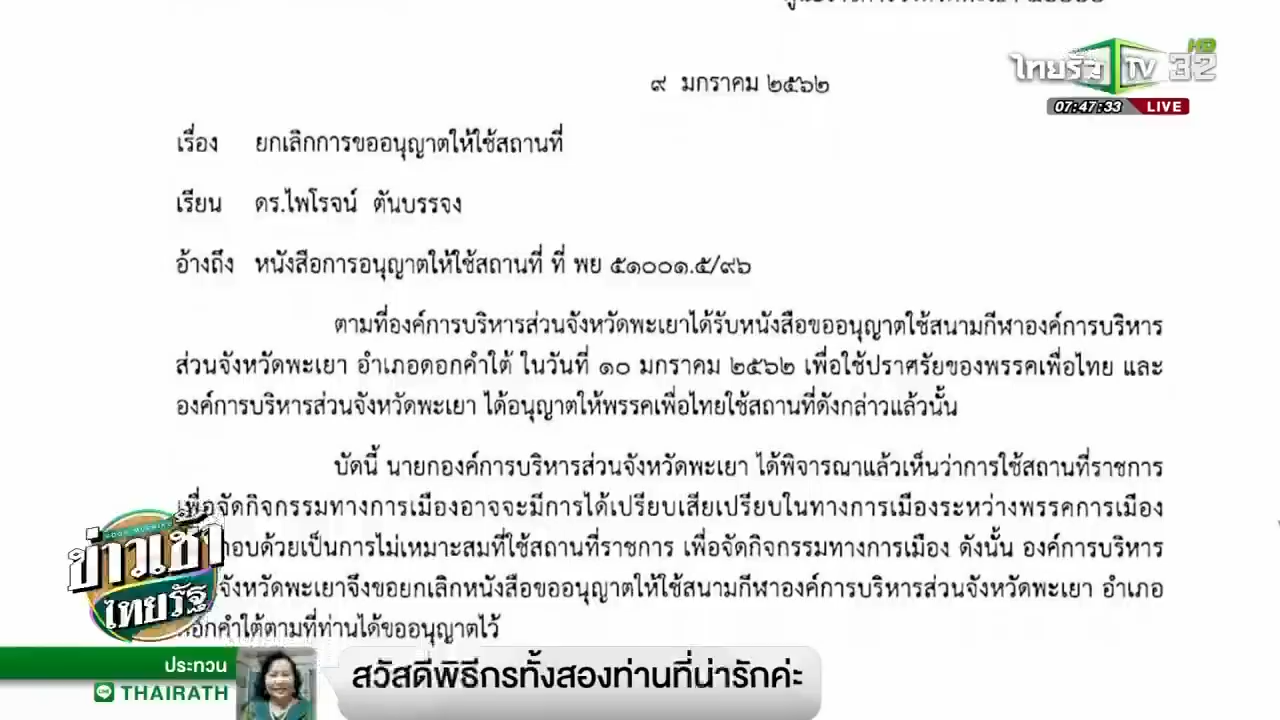 ๙ มกราคม ๒๕๖๒
ไทยรัฐ TV 32 HD
07:47:33 LIVE
เรื่อง ยกเลิกการขออนุญาตให้ใช้สถานที่
เรียน ดร.ไพโรจน์ ตันบรรจง
อ้างถึง หนังสือการอนุญาตให้ใช้สถานที่ ที่ พย ๕๑๐๐๑.๕/๙๖
ตามที่องค์การบริหารส่วนจังหวัดพะเยาได้รับหนังสือขออนุญาตใช้สนามกีฬาองค์การบริหาร
ส่วนจังหวัดพะเยา อำเภอดอกคำใต้ ในวันที่ ๑๐ มกราคม ๒๕๖๒ เพื่อใช้ปราศรัยของพรรคเพื่อไทย และ
องค์การบริหารส่วนจังหวัดพะเยา ได้อนุญาตให้พรรคเพื่อไทยใช้สถานที่ดังกล่าวแล้วนั้น
บัดนี้ นายกองค์การบริหารส่วนจังหวัดพะเยา ได้พิจารณาแล้วเห็นว่าการใช้สถานที่ราชการ
เพื่อจัดกิจกรรมทางการเมืองอาจจะมีการได้เปรียบเสียเปรียบในทางการเมืองระหว่างพรรคการเมือง
กอบด้วยเป็นการไม่เหมาะสมที่ใช้สถานที่ราชการ เพื่อจัดกิจกรรมทางการเมือง ดังนั้น องค์การบริหาร
จังหวัดพะเยาจึงขอยกเลิกหนังสือขออนุญาตให้ใช้สนามกีฬาองค์การบริหารส่วนจังหวัดพะเยา อำเภอ
ดอกคำใต้ตามที่ท่านได้ขออนุญาตไว้
ข่าวเช้า
ไทยรัฐ
ประทวน
THAIRATH
สวัสดีพิธีกรทั้งสองท่านที่น่ารักค่ะ